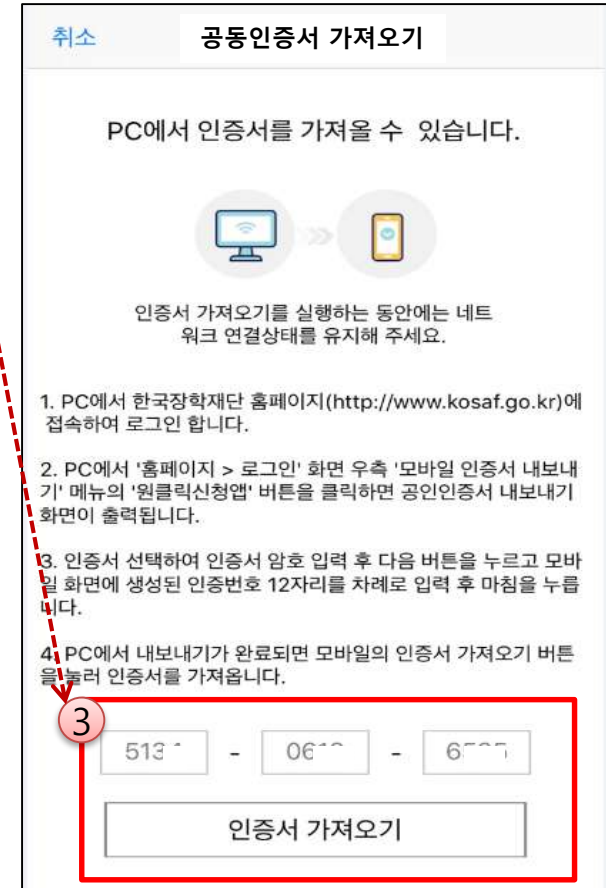 취소 공동인증서 가져오기
PC에서 인증서를 가져올 수 있습니다.
인증서 가져오기를 실행하는 동안에는 네트
워크 연결상태를 유지해 주세요.
1. PC에서 한국장학재단 홈페이지(http://www.kosaf.go.kr)에
접속하여 로그인 합니다.
2. PC에서 '홈페이지 > 로그인' 화면 우측 '모바일 인증서 내보내
기' 메뉴의 '원클릭신청앱' 버튼을 클릭하면 공인인증서 내보내기
화면이 출력됩니다.
3. 인증서 선택하여 인증서 암호 입력 후 다음 버튼을 누르고 모바
일 화면에 생성된 인증번호 12자리를 차례로 입력 후 마침을 누릅
니다.
4. PC에서 내보내기가 완료되면 모바일의 인증서 가져오기 버튼
을 눌러 인증서를 가져옵니다.
3
- -
인증서 가져오기